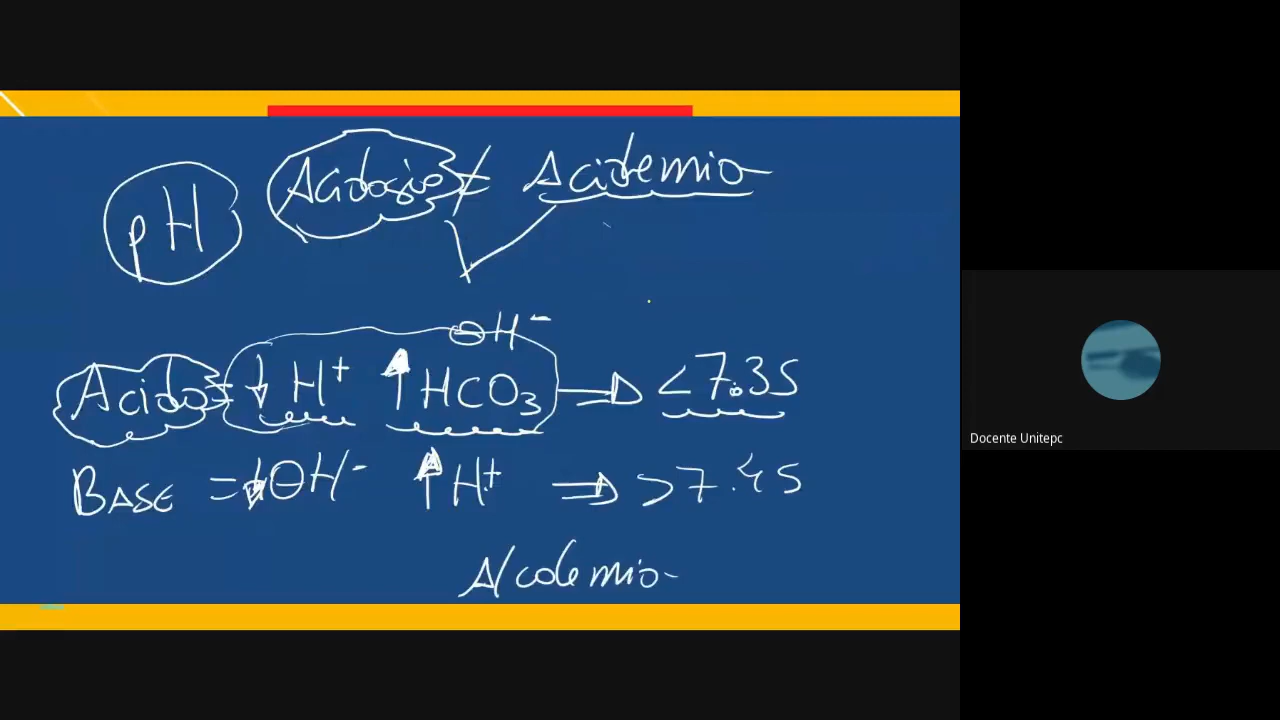 Acidosis ≠ Acidemia
pH
OH⁻
Acido = ↓ H⁺ ↑ HCO₃ ⇒ < 7.35
BASE = ↓ OH⁻ ↑ H⁺ ⇒ > 7.45
Alcalemia
Docente Unitepc